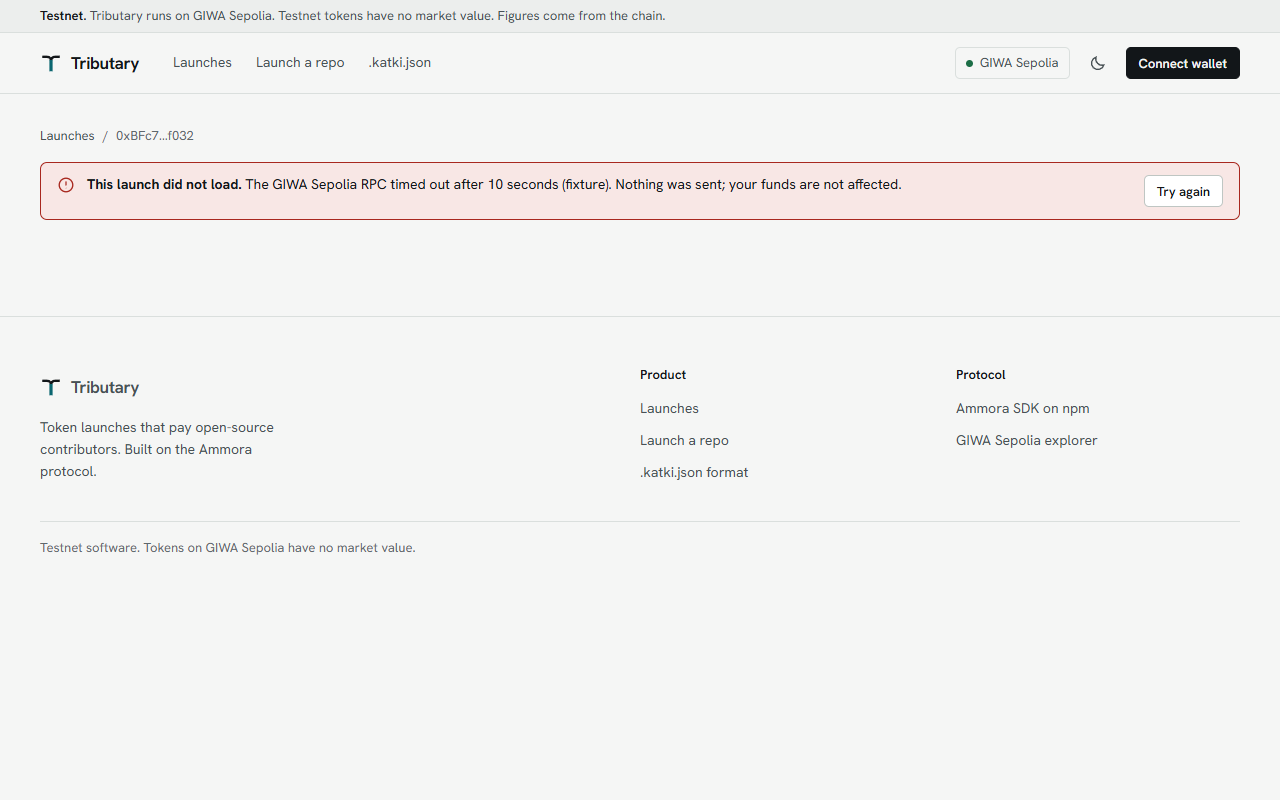 Testnet. Tributary runs on GIWA Sepolia. Testnet tokens have no market value. Figures come from the chain.
Tributary Launches Launch a repo .katki.json GIWA Sepolia Connect wallet
Launches / 0xBFc7…f032
This launch did not load. The GIWA Sepolia RPC timed out after 10 seconds (fixture). Nothing was sent; your funds are not affected. Try again
Tributary
Token launches that pay open-source
contributors. Built on the Ammora
protocol.
Product
Launches
Launch a repo
.katki.json format
Protocol
Ammora SDK on npm
GIWA Sepolia explorer
Testnet software. Tokens on GIWA Sepolia have no market value.